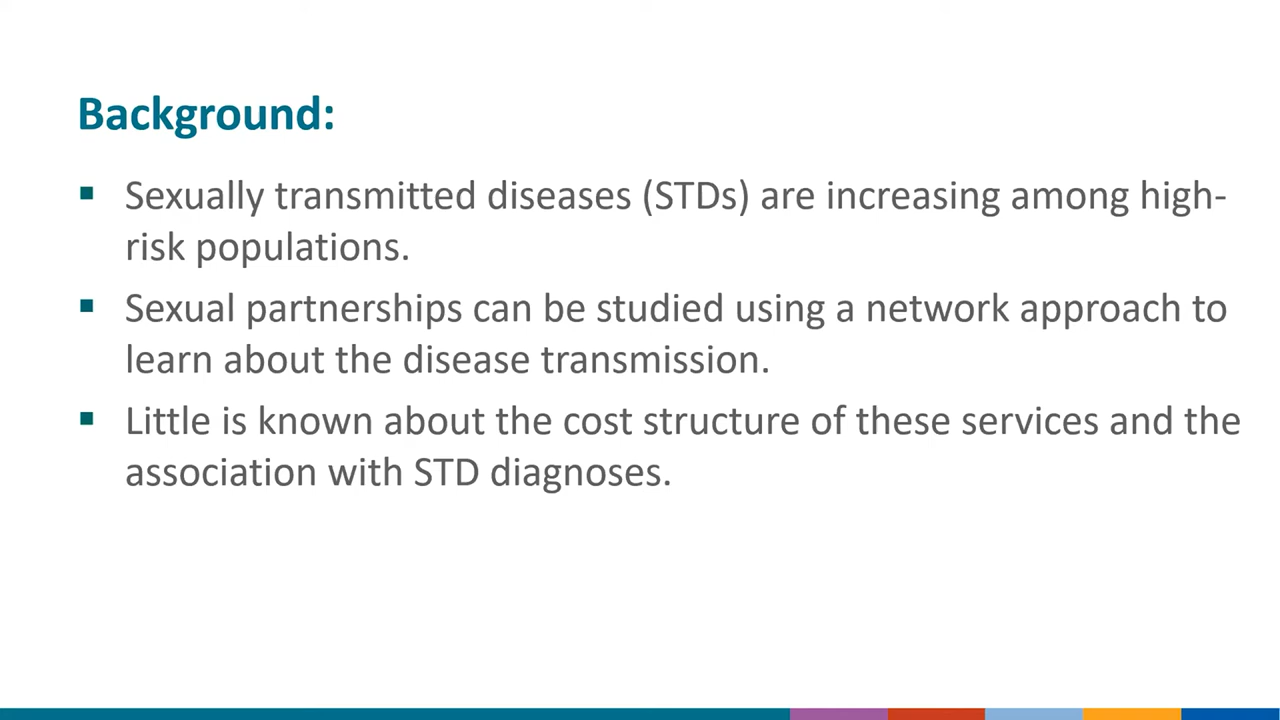 Background:
Sexually transmitted diseases (STDs) are increasing among high-
risk populations.
Sexual partnerships can be studied using a network approach to
learn about the disease transmission.
Little is known about the cost structure of these services and the
association with STD diagnoses.